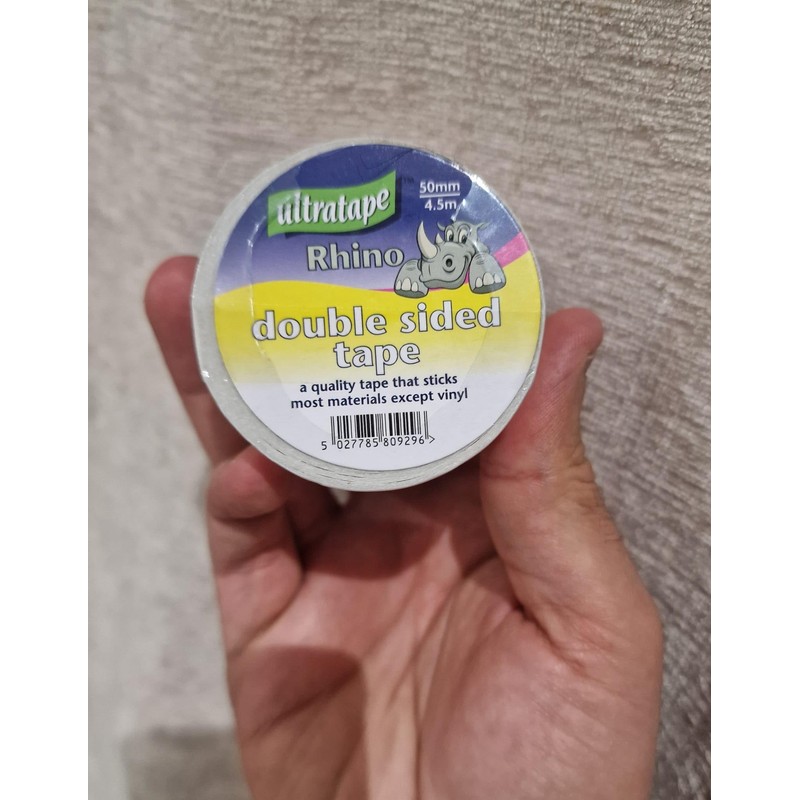 ultratape
50mm
4.5m
Rhino
double sided
tape
a quality tape that sticks
most materials except vinyl
5 027785 809296 >